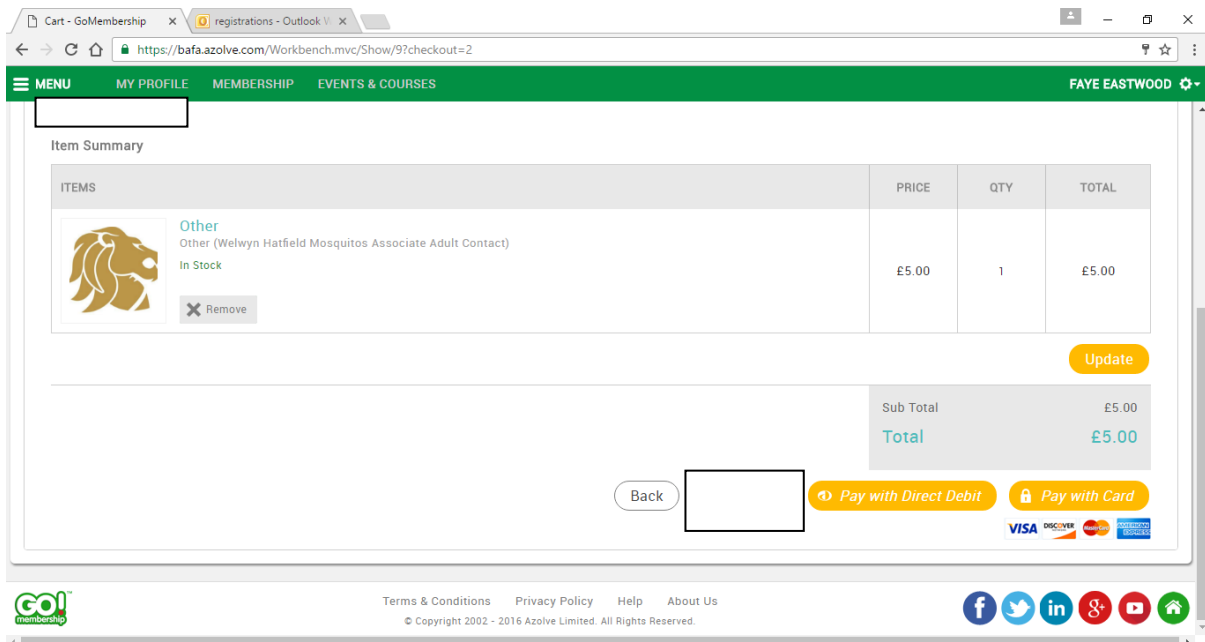 Cart - GoMembership
registrations - Outlook W
https://bafa.azolve.com/Workbench.mvc/Show/9?checkout=2
MENU MY PROFILE MEMBERSHIP EVENTS & COURSES FAYE EASTWOOD
Item Summary
ITEMS PRICE QTY TOTAL
Other
Other (Welwyn Hatfield Mosquitos Associate Adult Contact)
In Stock
£5.00 1 £5.00
Remove
Update
Sub Total £5.00
Total £5.00
Back Pay with Direct Debit Pay with Card
VISA DISCOVER MasterCard AMERICAN EXPRESS
GO!™
membership
Terms & Conditions Privacy Policy Help About Us
© Copyright 2002 - 2016 Azolve Limited. All Rights Reserved.
f in 8+